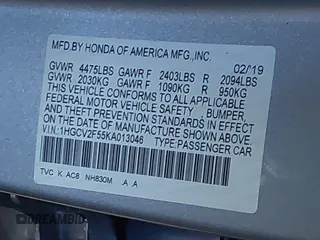 MFD.BY HONDA OF AMERICA MFG.,INC.
02/19
GVWR 4475LBS GAWR F 2403LBS R 2094LBS
GVWR 2030KG GAWR F 1090KG R 950KG
THIS VEHICLE CONFORMS TO ALL APPLICABLE
FEDERAL MOTOR VEHICLE SAFETY, BUMPER,
AND THEFT PREVENTION STANDARDS IN EFFECT
ON THE DATE OF MANUFACTURE SHOWN ABOVE.
V.I.N.:1HGCV2F55KA013046 TYPE:PASSENGER CAR
TVC K AC8 NH830M A A
DREAMBID